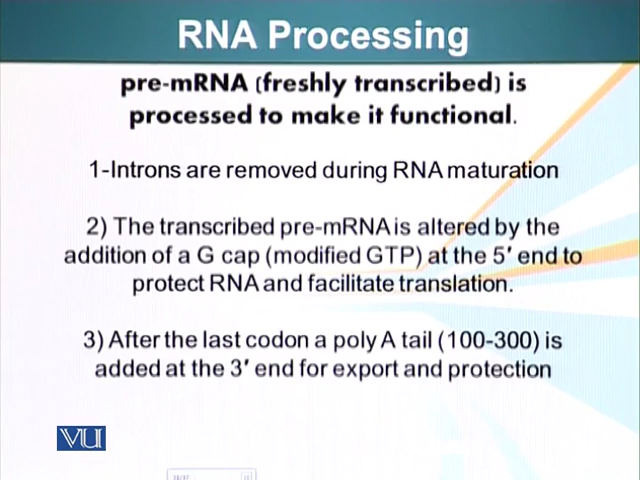 RNA Processing
pre-mRNA (freshly transcribed) is
processed to make it functional.
1-Introns are removed during RNA maturation
2) The transcribed pre-mRNA is altered by the
addition of a G cap (modified GTP) at the 5′ end to
protect RNA and facilitate translation.
3) After the last codon a poly A tail (100-300) is
added at the 3′ end for export and protection
VU